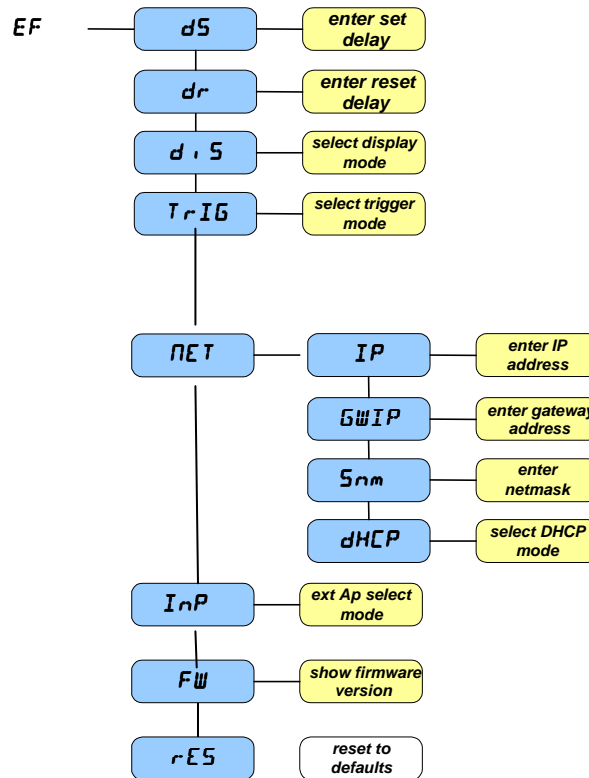 EF
dS
enter set
delay
dr
enter reset
delay
diS
select display
mode
TrIG
select trigger
mode
NET
IP
enter IP
address
GWIP
enter gateway
address
Snm
enter
netmask
dHCP
select DHCP
mode
InP
ext Ap select
mode
FW
show firmware
version
rES
reset to
defaults